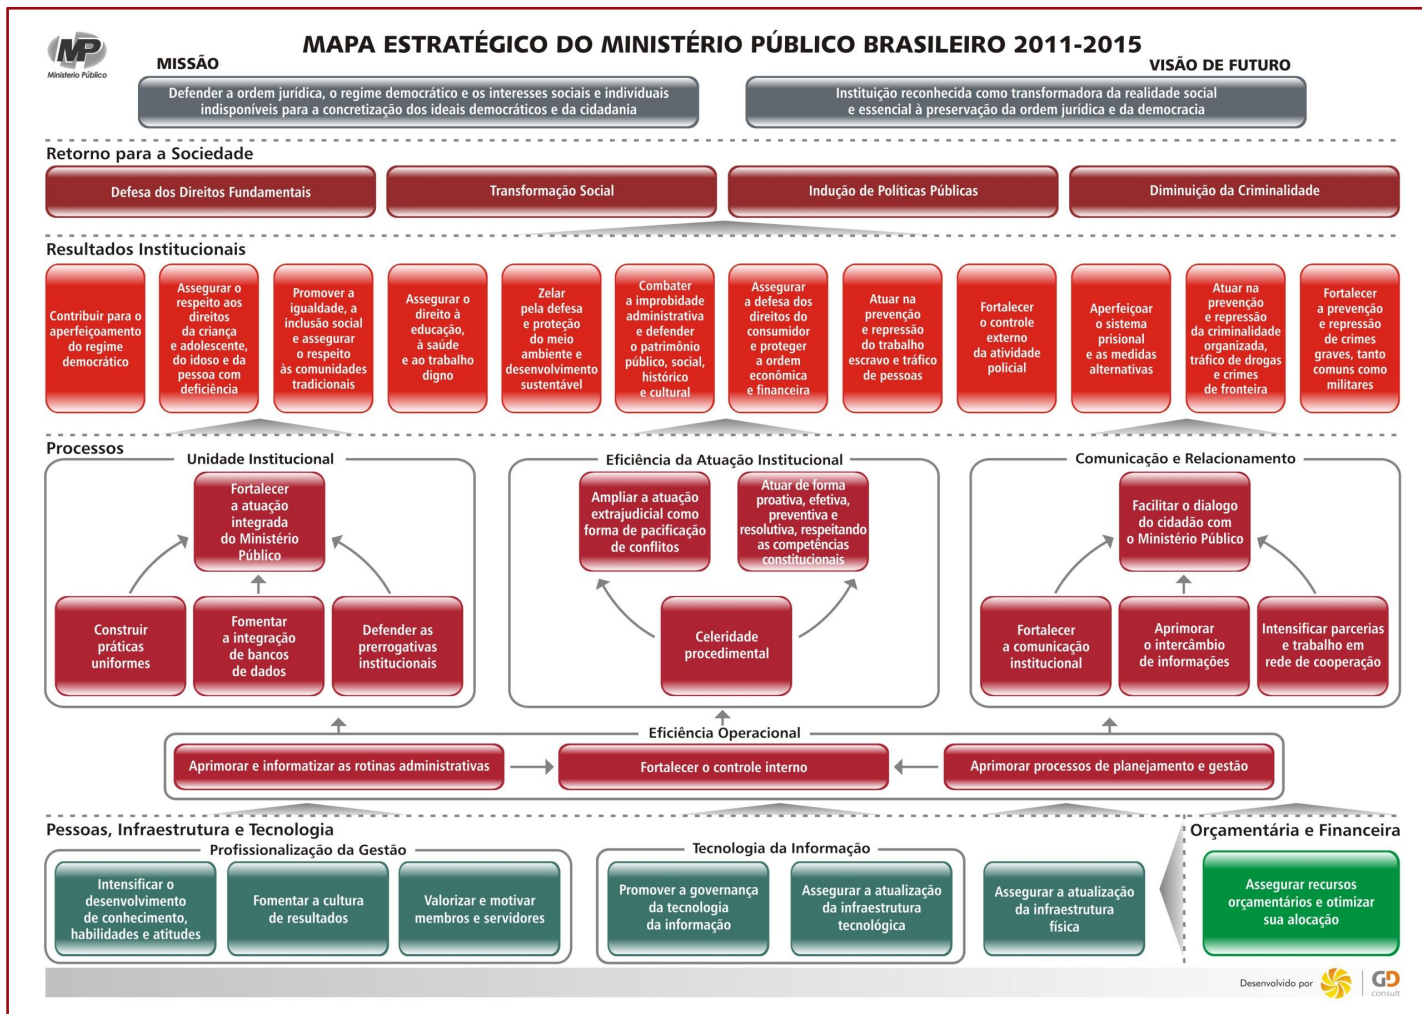 MP
Ministério Público
MAPA ESTRATÉGICO DO MINISTÉRIO PÚBLICO BRASILEIRO 2011-2015
MISSÃO
Defender a ordem jurídica, o regime democrático e os interesses sociais e individuais
indisponíveis para a concretização dos ideais democráticos e da cidadania
VISÃO DE FUTURO
Instituição reconhecida como transformadora da realidade social
e essencial à preservação da ordem jurídica e da democracia
Retorno para a Sociedade
Defesa dos Direitos Fundamentais
Transformação Social
Indução de Políticas Públicas
Diminuição da Criminalidade
Resultados Institucionais
Contribuir para o
aperfeiçoamento
do regime
democrático
Assegurar o
respeito aos
direitos
da criança
e adolescente,
do idoso e da
pessoa com
deficiência
Promover a
igualdade, a
inclusão social
e assegurar
o respeito
às comunidades
tradicionais
Assegurar o
direito à
educação,
à saúde
e ao trabalho
digno
Zelar
pela defesa
e proteção
do meio
ambiente e
desenvolvimento
sustentável
Combater
a improbidade
administrativa
e defender
o patrimônio
público, social,
histórico
e cultural
Assegurar
a defesa dos
direitos do
consumidor
e proteger
a ordem
econômica
e financeira
Atuar na
prevenção
e repressão
do trabalho
escravo e tráfico
de pessoas
Fortalecer
o controle
externo
da atividade
policial
Aperfeiçoar
o sistema
prisional
e as medidas
alternativas
Atuar na
prevenção
e repressão
da criminalidade
organizada,
tráfico de drogas
e crimes
de fronteira
Fortalecer
a prevenção
e repressão
de crimes
graves, tanto
comuns como
militares
Processos
Unidade Institucional
Fortalecer
a atuação
integrada
do Ministério
Público
Construir
práticas
uniformes
Fomentar
a integração
de bancos
de dados
Defender as
prerrogativas
institucionais
Eficiência da Atuação Institucional
Ampliar a atuação
extrajudicial como
forma de pacificação
de conflitos
Atuar de forma
proativa, efetiva,
preventiva e
resolutiva, respeitando
as competências
constitucionais
Celeridade
procedimental
Comunicação e Relacionamento
Facilitar o dialogo
do cidadão com
o Ministério Público
Fortalecer
a comunicação
institucional
Aprimorar
o intercâmbio
de informações
Intensificar parcerias
e trabalho em
rede de cooperação
Eficiência Operacional
Aprimorar e informatizar as rotinas administrativas
Fortalecer o controle interno
Aprimorar processos de planejamento e gestão
Pessoas, Infraestrutura e Tecnologia
Profissionalização da Gestão
Intensificar o
desenvolvimento
de conhecimento,
habilidades e atitudes
Fomentar a cultura
de resultados
Valorizar e motivar
membros e servidores
Tecnologia da Informação
Promover a governança
da tecnologia
da informação
Assegurar a atualização
da infraestrutura
tecnológica
Assegurar a atualização
da infraestrutura
física
Orçamentária e Financeira
Assegurar recursos
orçamentários e otimizar
sua alocação
Desenvolvido por
GD
consult